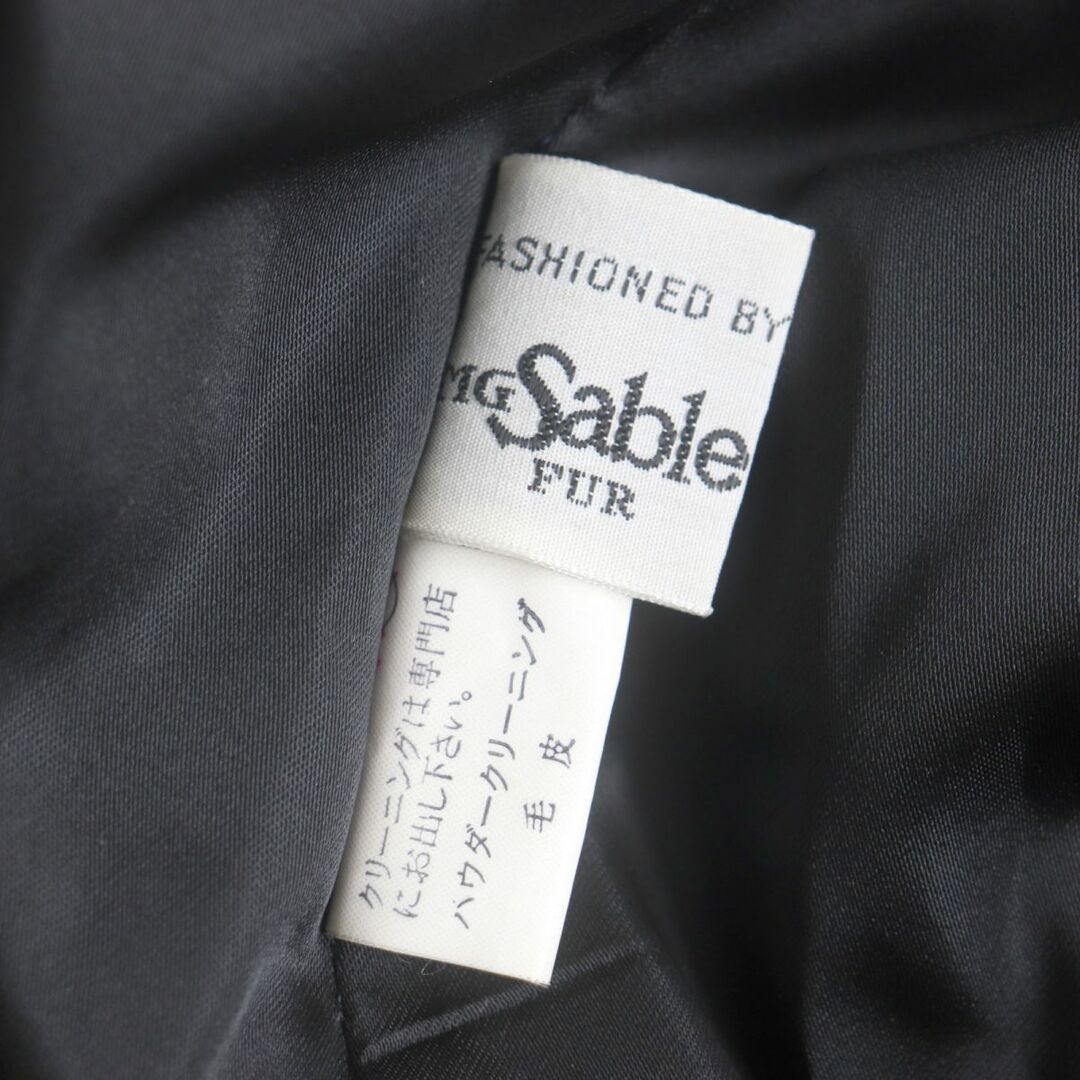 FASHIONED BY
MG Sable
FUR
クリーニングは専門店
にお出し下さい。
パウダークリーニング
毛皮